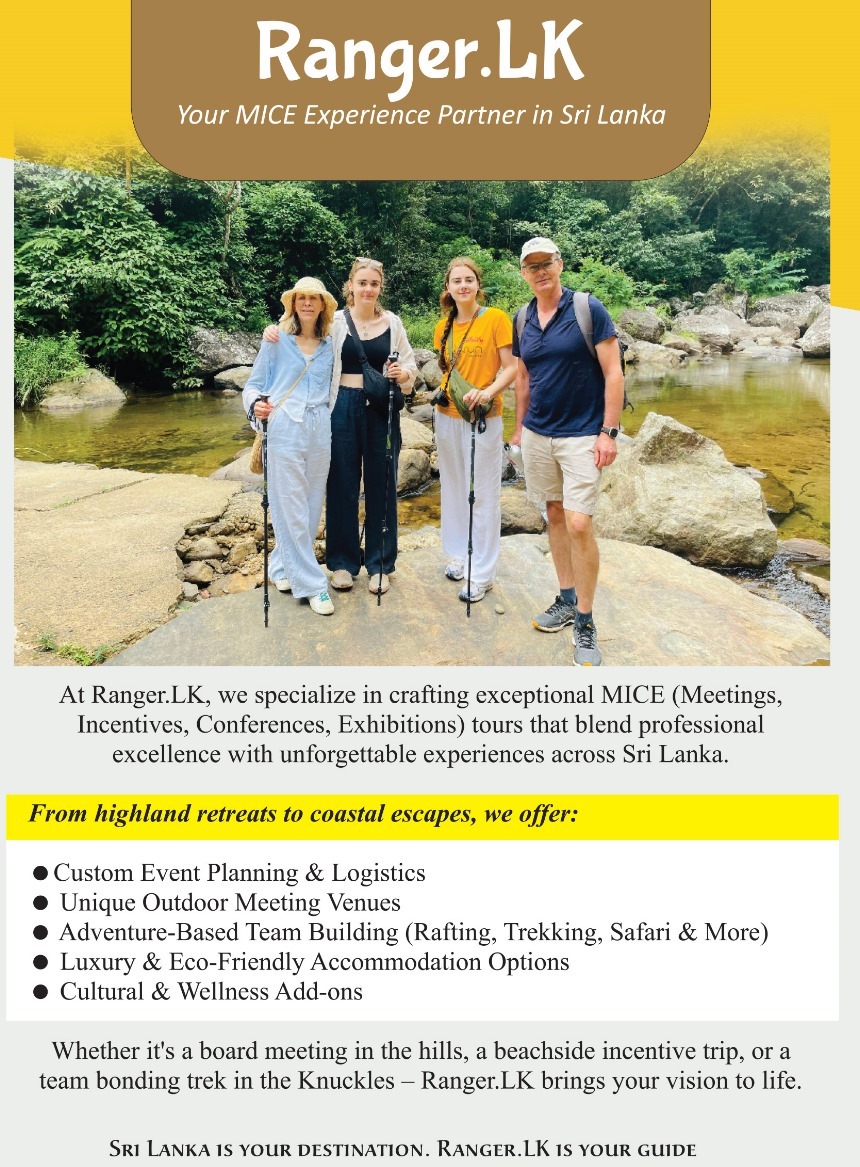 Ranger.LK
Your MICE Experience Partner in Sri Lanka
At Ranger.LK, we specialize in crafting exceptional MICE (Meetings,
Incentives, Conferences, Exhibitions) tours that blend professional
excellence with unforgettable experiences across Sri Lanka.
From highland retreats to coastal escapes, we offer:
● Custom Event Planning & Logistics
● Unique Outdoor Meeting Venues
● Adventure-Based Team Building (Rafting, Trekking, Safari & More)
● Luxury & Eco-Friendly Accommodation Options
● Cultural & Wellness Add-ons
Whether it's a board meeting in the hills, a beachside incentive trip, or a
team bonding trek in the Knuckles – Ranger.LK brings your vision to life.
Sri Lanka is your destination. Ranger.LK is your guide